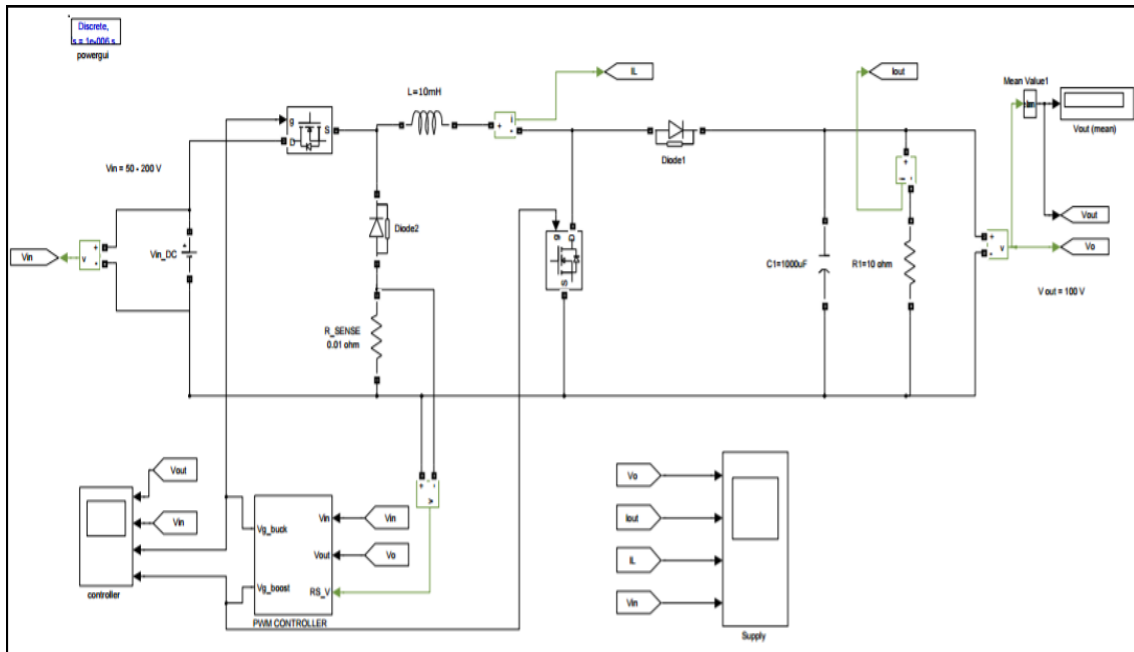 Discrete,
s = 1e-006 s
powergui
L=10mH
IL
Iout
Mean Value1
Vout (mean)
g
S
D
i
+
-
Vin = 50 - 200 V
Diode1
Diode2
Vin
v
+
-
Vin_DC
+
g
D
S
C1=1000uF
R1=10 ohm
+
i
-
+
v
-
Vout
Vo
V out = 100 V
R_SENSE
0.01 ohm
Vout
Vin
controller
Vg_buck
Vg_boost
Vin
Vout
RS_V
PWM CONTROLLER
+
-
v
Vin
Vo
Vo
Iout
IL
Vin
Supply